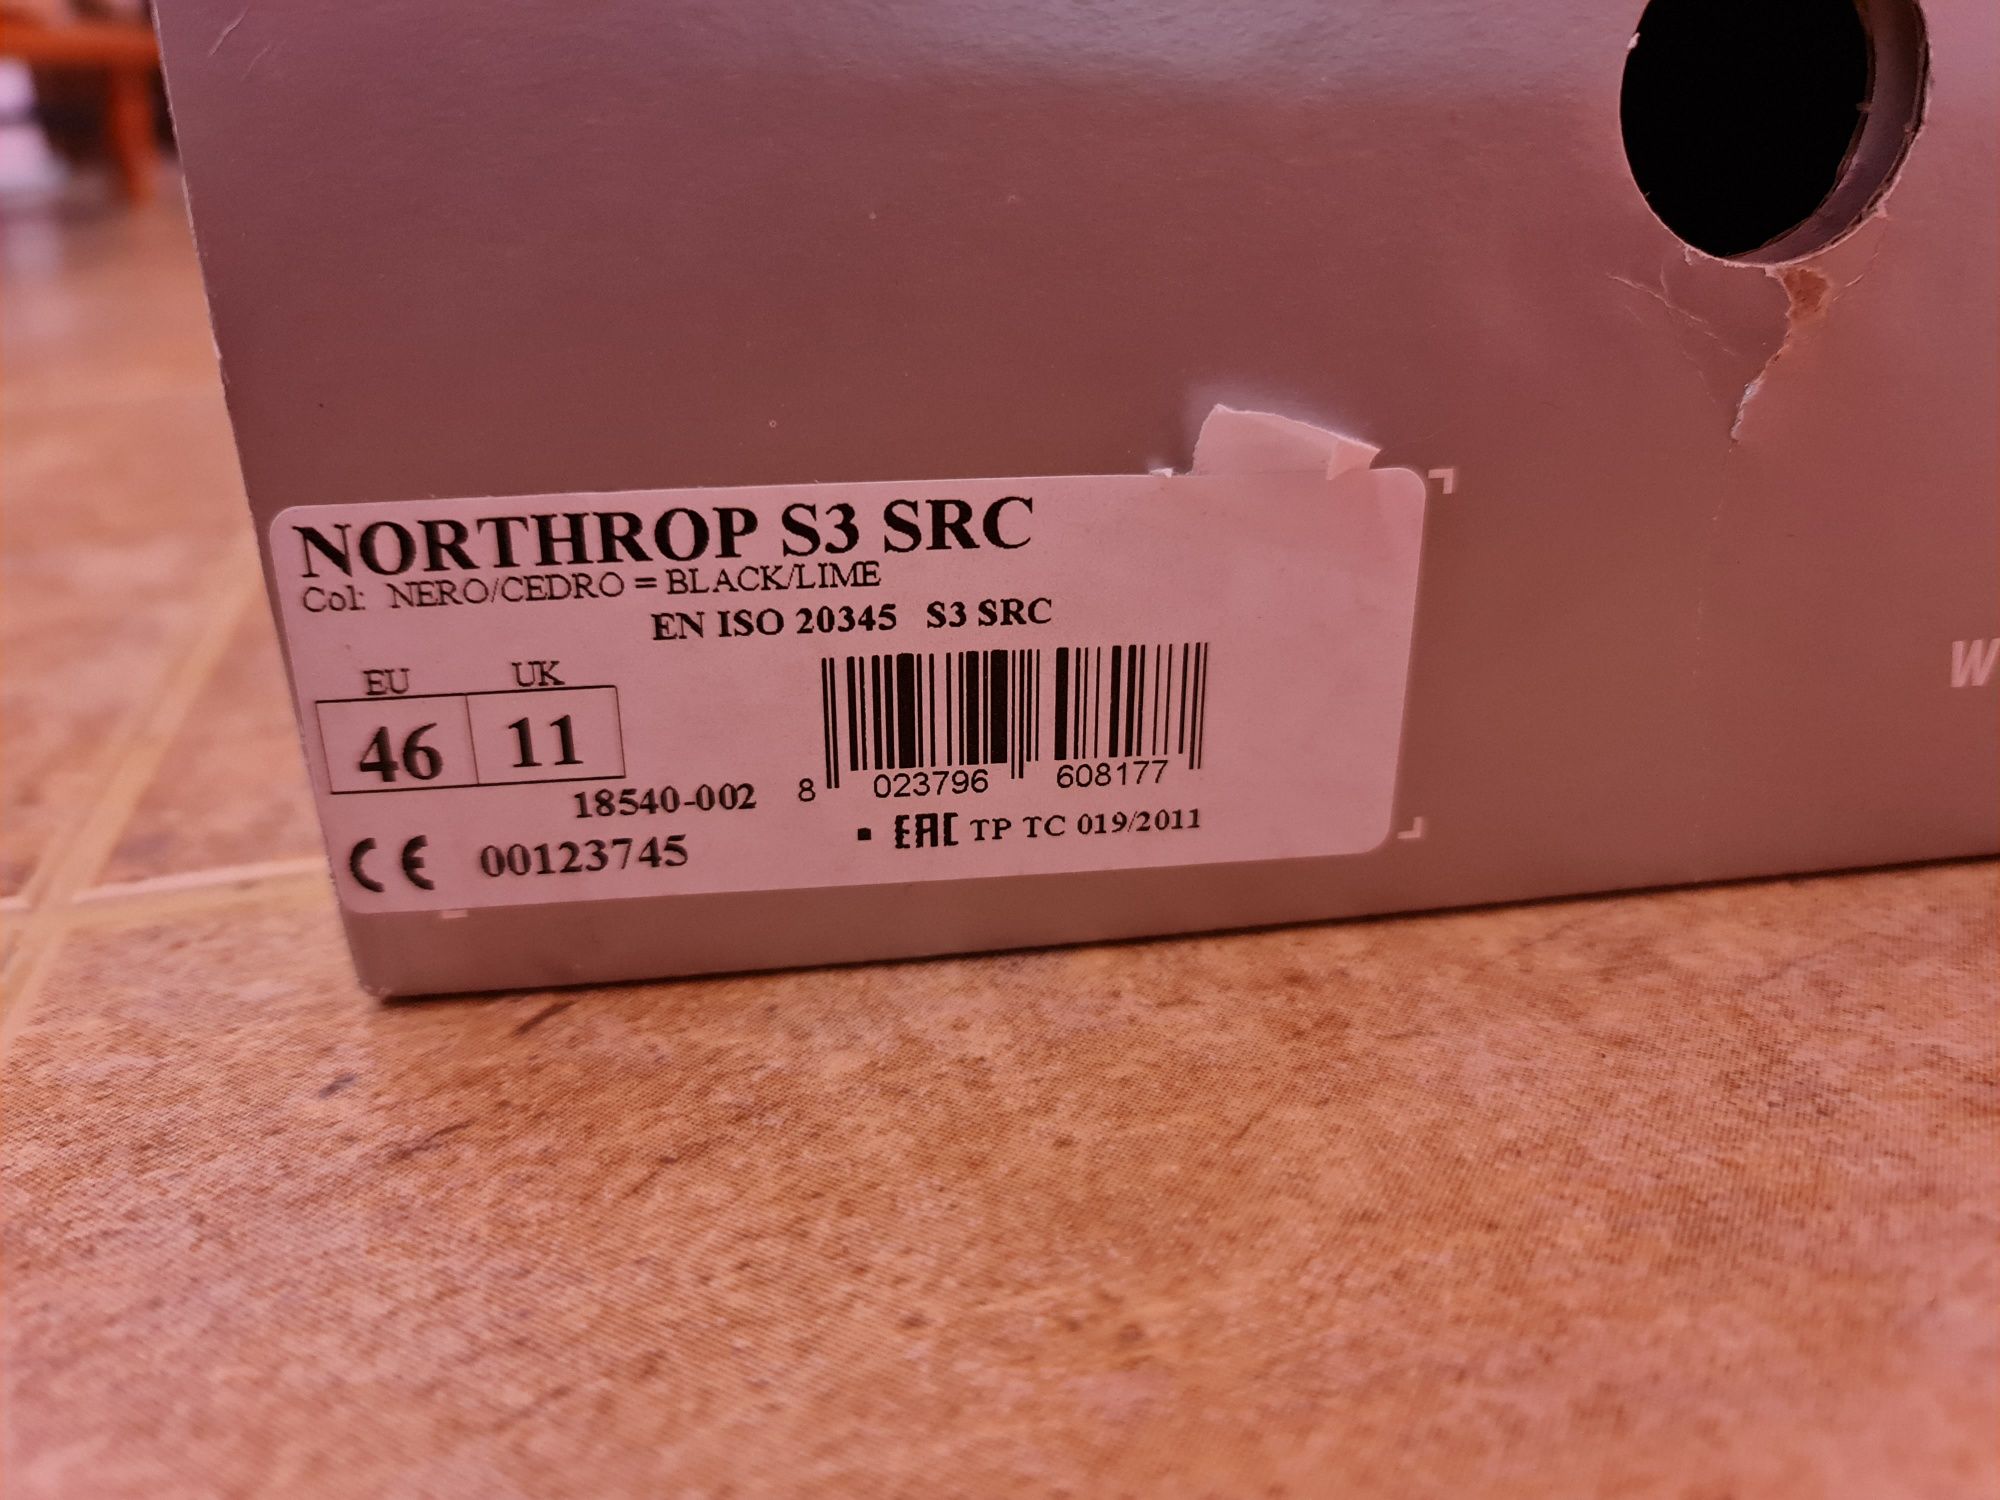 NORTHROP S3 SRC
Col: NERO/CEDRO = BLACK/LIME
EN ISO 20345 S3 SRC
EU UK
46 11
18540-002
8 023796 608177
CE 00123745
EAC TP TC 019/2011
W